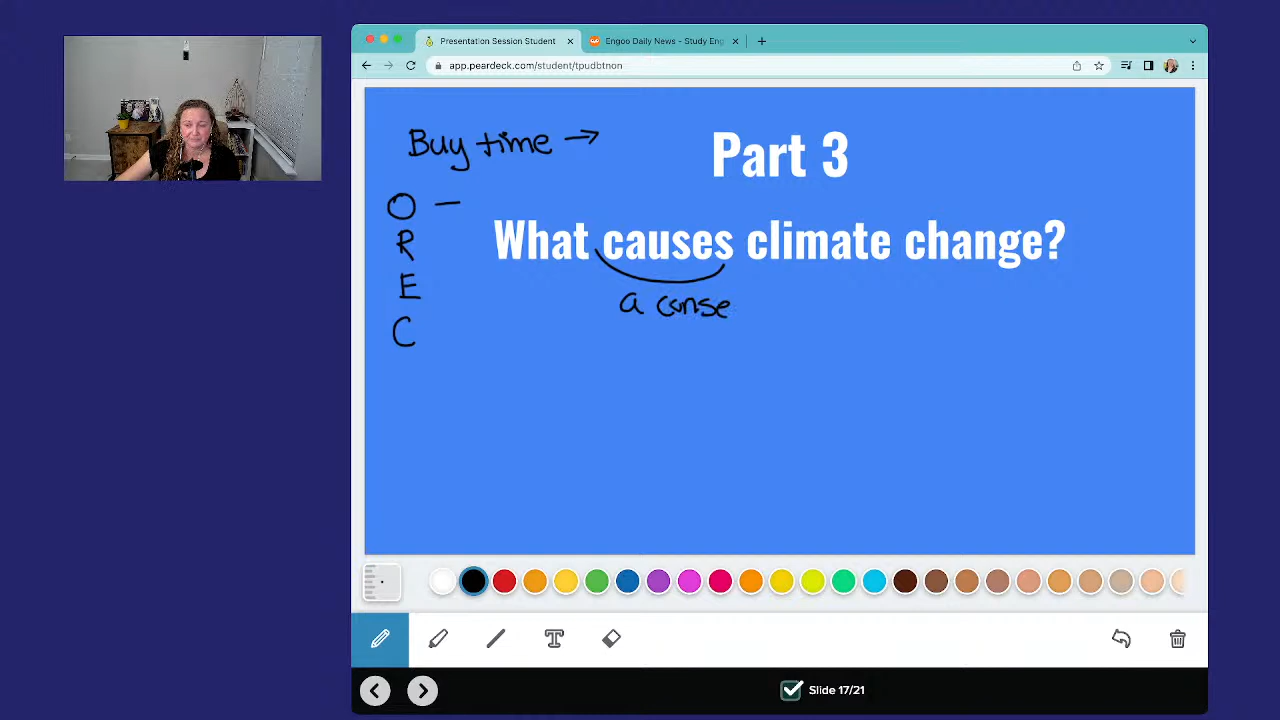 Presentation Session Student
Engoo Daily News - Study Eng
app.peardeck.com/student/tpudbtnon
Buy time →
Part 3
O –
What causes climate change?
R
E
a canse
C
T
Slide 17/21